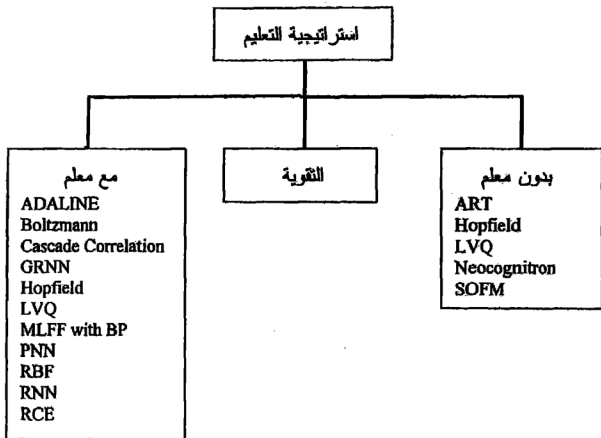 استراتيجية التعليم
بدون معلم
ART
Hopfield
LVQ
Neocognitron
SOFM
التقوية
مع معلم
ADALINE
Boltzmann
Cascade Correlation
GRNN
Hopfield
LVQ
MLFF with BP
PNN
RBF
RNN
RCE